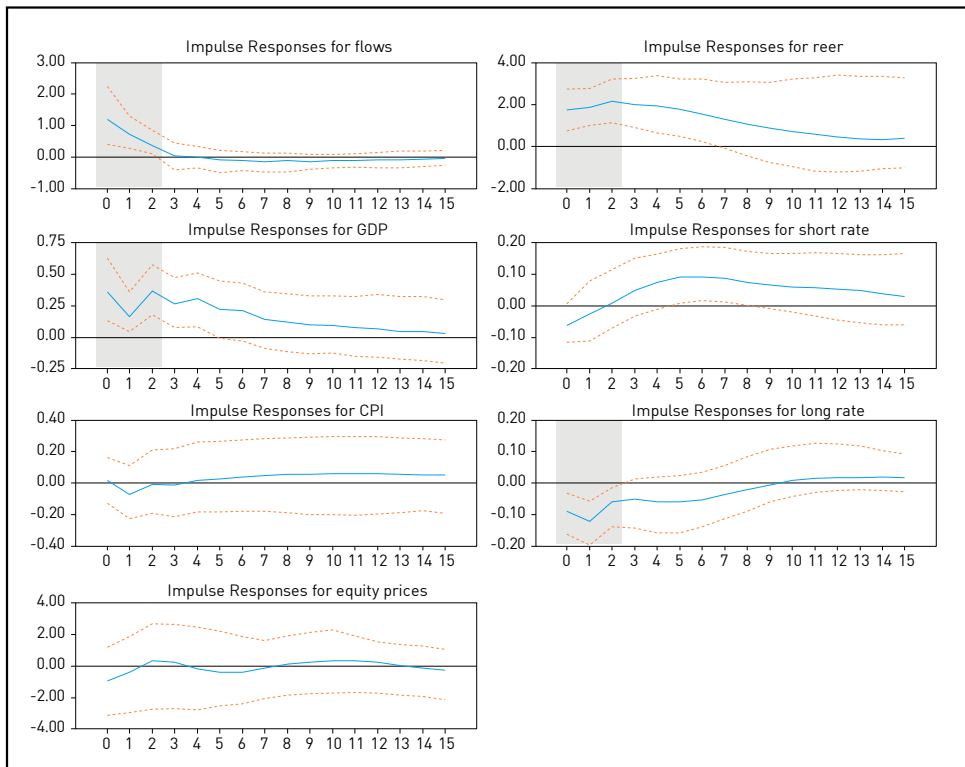 Impulse Responses for flows
3.00
2.00
1.00
0.00
-1.00
0 1 2 3 4 5 6 7 8 9 10 11 12 13 14 15
Impulse Responses for reer
4.00
2.00
0.00
-2.00
0 1 2 3 4 5 6 7 8 9 10 11 12 13 14 15
Impulse Responses for GDP
0.75
0.50
0.25
0.00
-0.25
0 1 2 3 4 5 6 7 8 9 10 11 12 13 14 15
Impulse Responses for short rate
0.20
0.10
0.00
-0.10
-0.20
0 1 2 3 4 5 6 7 8 9 10 11 12 13 14 15
Impulse Responses for CPI
0.40
0.20
0.00
-0.20
-0.40
0 1 2 3 4 5 6 7 8 9 10 11 12 13 14 15
Impulse Responses for long rate
0.20
0.10
0.00
-0.10
-0.20
0 1 2 3 4 5 6 7 8 9 10 11 12 13 14 15
Impulse Responses for equity prices
4.00
2.00
0.00
-2.00
-4.00
0 1 2 3 4 5 6 7 8 9 10 11 12 13 14 15